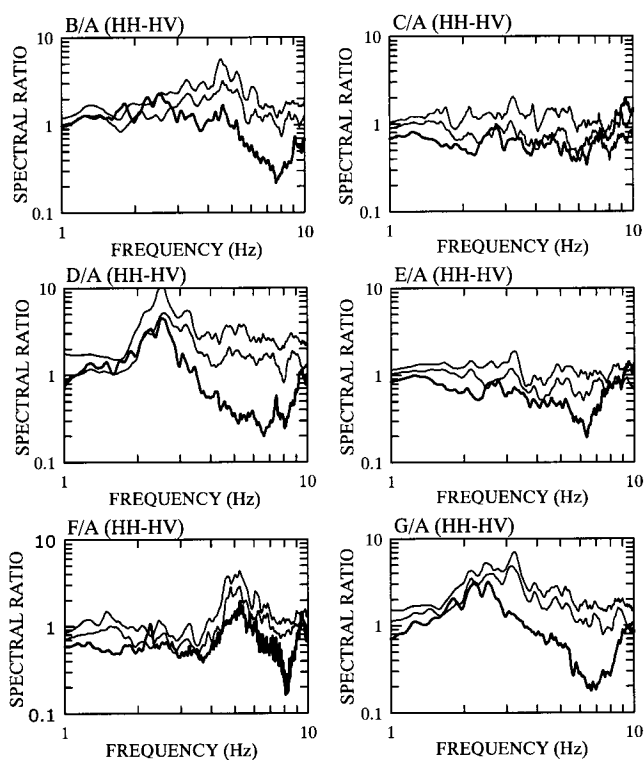 B/A (HH-HV)
SPECTRAL RATIO
10
1
0.1
1
10
FREQUENCY (Hz)
C/A (HH-HV)
SPECTRAL RATIO
10
1
0.1
1
10
FREQUENCY (Hz)
D/A (HH-HV)
SPECTRAL RATIO
10
1
0.1
1
10
FREQUENCY (Hz)
E/A (HH-HV)
SPECTRAL RATIO
10
1
0.1
1
10
FREQUENCY (Hz)
F/A (HH-HV)
SPECTRAL RATIO
10
1
0.1
1
10
FREQUENCY (Hz)
G/A (HH-HV)
SPECTRAL RATIO
10
1
0.1
1
10
FREQUENCY (Hz)